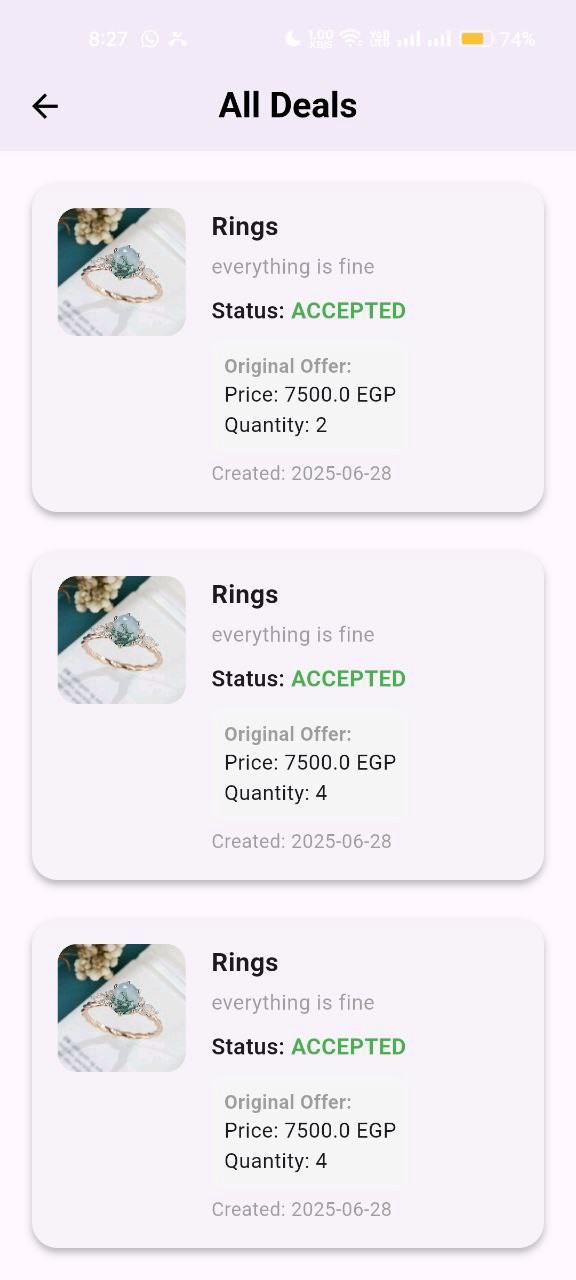 8:27 1.00 KB/S 74%
All Deals
Rings
everything is fine
Status: ACCEPTED
Original Offer:
Price: 7500.0 EGP
Quantity: 2
Created: 2025-06-28
Rings
everything is fine
Status: ACCEPTED
Original Offer:
Price: 7500.0 EGP
Quantity: 4
Created: 2025-06-28
Rings
everything is fine
Status: ACCEPTED
Original Offer:
Price: 7500.0 EGP
Quantity: 4
Created: 2025-06-28